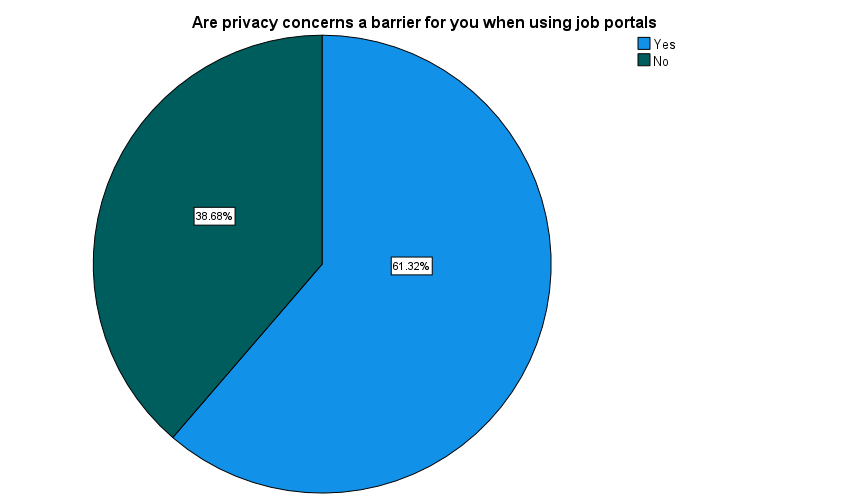 Are privacy concerns a barrier for you when using job portals
Yes
No
38.68%
61.32%